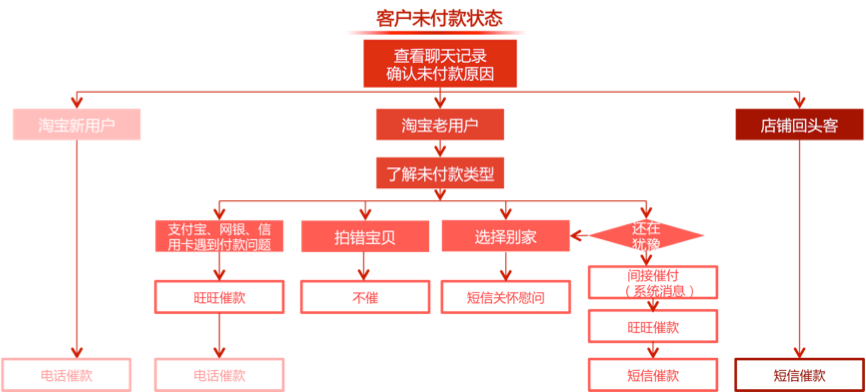 客户未付款状态
查看聊天记录
确认未付款原因
淘宝新用户
淘宝老用户
店铺回头客
了解未付款类型
支付宝、网银、信
用卡遇到付款问题
拍错宝贝
选择别家
还在
犹豫
旺旺催款
不催
短信关怀慰问
间接催付
（系统消息）
旺旺催款
电话催款
电话催款
短信催款
短信催款